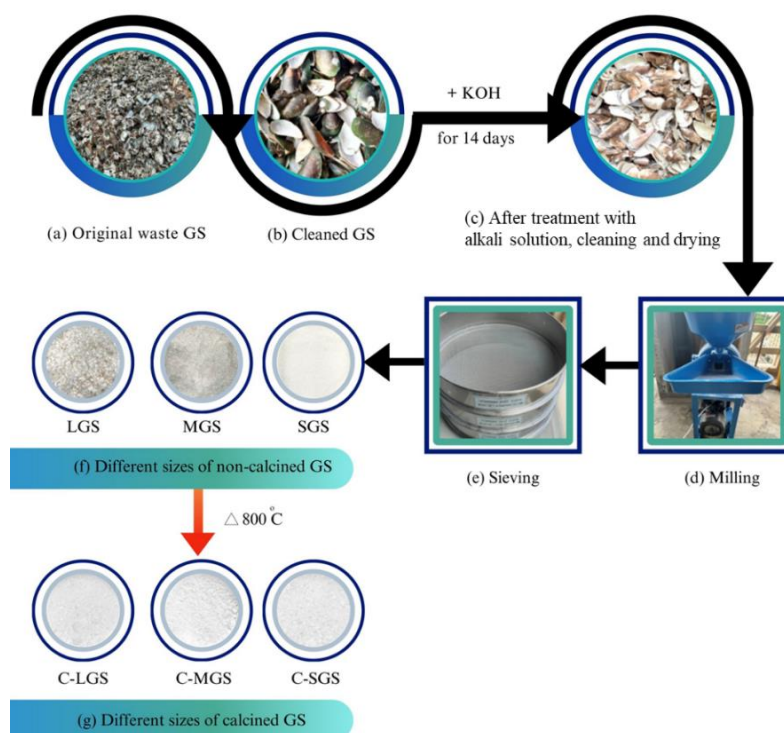 + KOH
for 14 days
(a) Original waste GS
(b) Cleaned GS
(c) After treatment with
alkali solution, cleaning and drying
LGS
MGS
SGS
(e) Sieving
(d) Milling
(f) Different sizes of non-calcined GS
△ 800 °C
C-LGS
C-MGS
C-SGS
(g) Different sizes of calcined GS